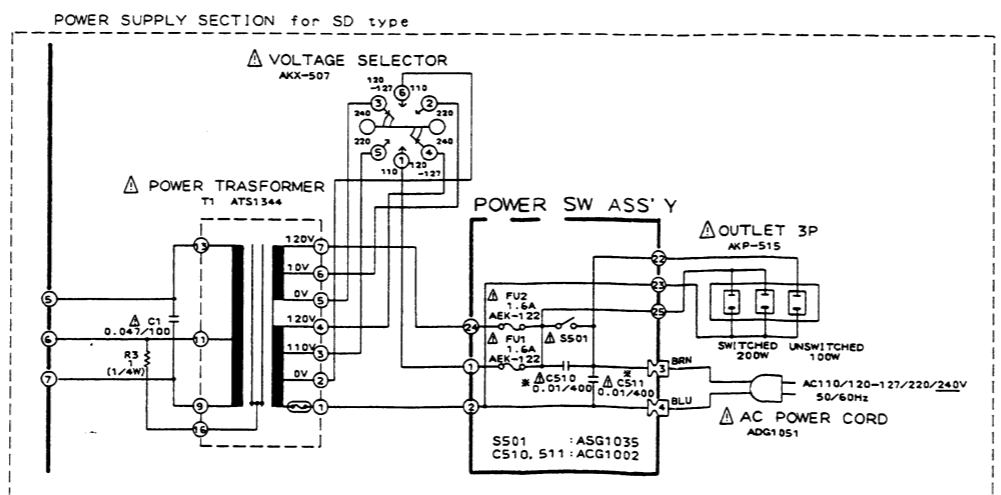 POWER SUPPLY SECTION for SD type
⚠ VOLTAGE SELECTOR
AKX-507
120
-127
6
110
3
2
240
220
220
240
5
1
4
110
120
-127
⚠ POWER TRASFORMER
T1 ATS1344
POWER SW ASS'Y
⚠ OUTLET 3P
AKP-515
13
120V
7
10V
6
0V
5
120V
4
110V
3
0V
2
1
11
9
16
5
6
7
⚠ C1
0.047/100
R3
1
(1/4W)
22
23
25
⚠ FU2
1.6A
AEK-122
24
⚠ S501
⚠ FU1
1.6A
AEK-122
1
※ ⚠ C510
0.01/400
※
⚠ C511
0.01/400
2
3
BRN
4
BLU
SWITCHED
200W
UNSWITCHED
100W
AC110/120-127/220/240V
50/60Hz
⚠ AC POWER CORD
ADG1051
S501 :ASG1035
C510, 511 :ACG1002